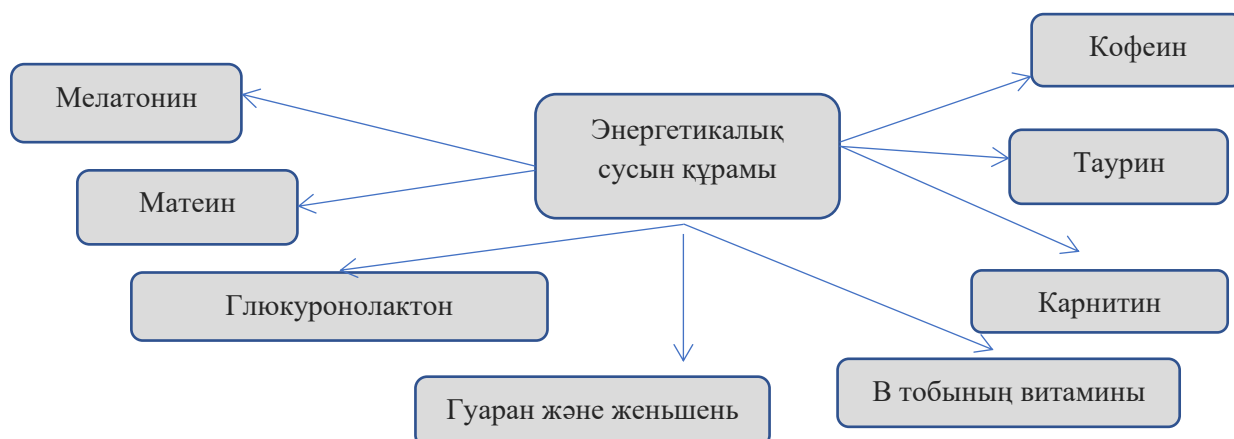 Кофеин
Мелатонин
Энергетикалық
сусын құрамы
Таурин
Матеин
Глюкуронолактон
Карнитин
Гуаран және женьшень
В тобының витамины